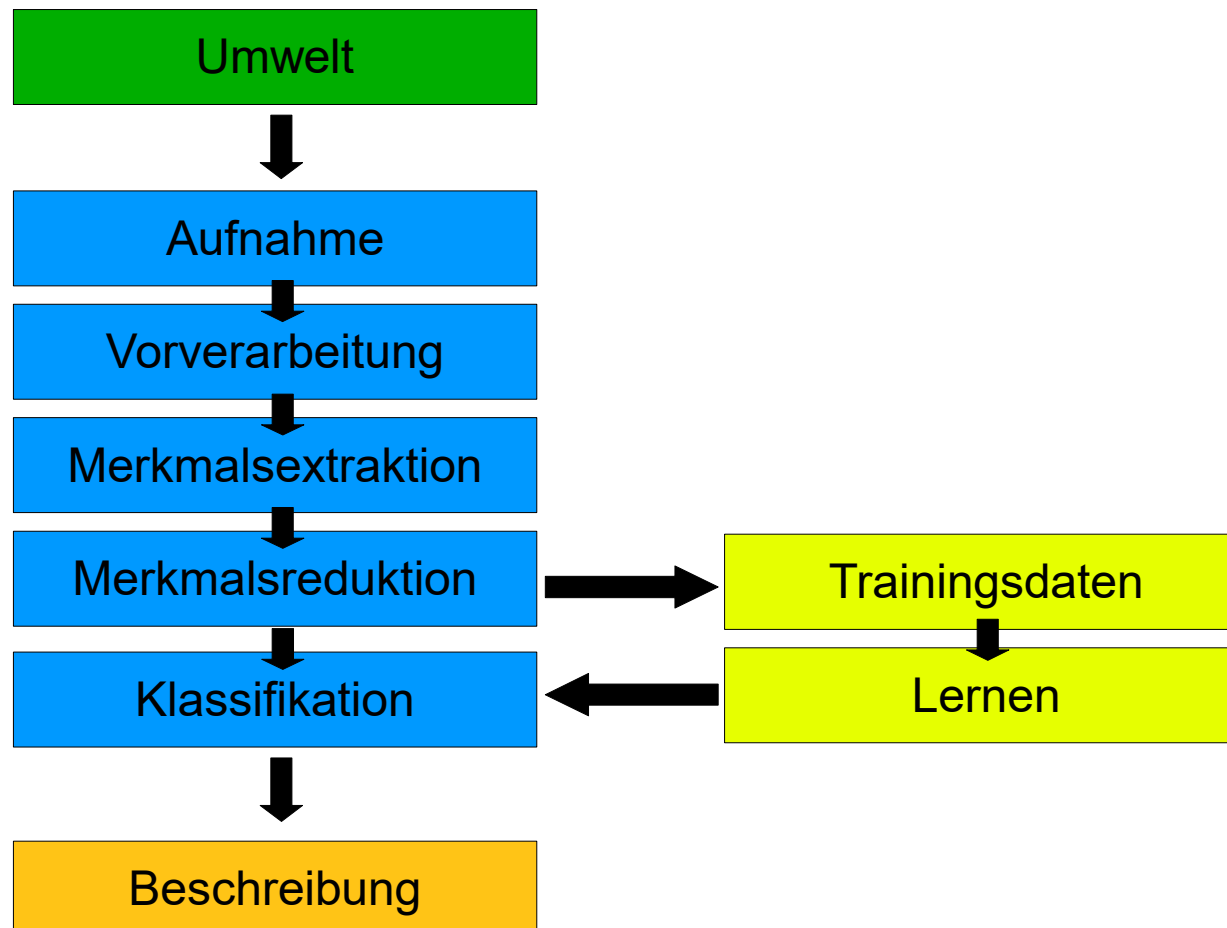 Umwelt
Aufnahme
Vorverarbeitung
Merkmalsextraktion
Merkmalsreduktion
Trainingsdaten
Klassifikation
Lernen
Beschreibung